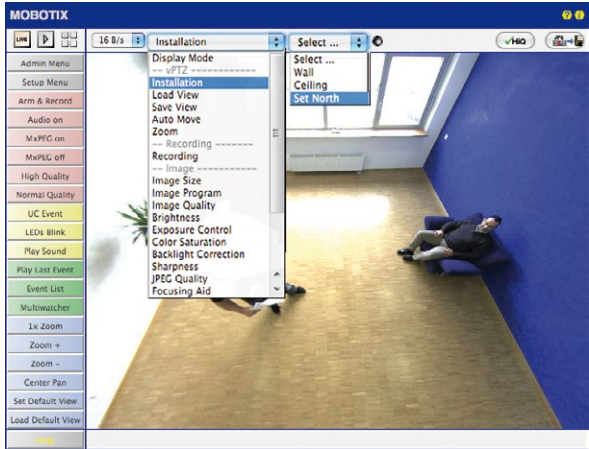 MOBOTIX
LIVE
16 B/s
Installation
Select ...
HiQ
Admin Menu
Setup Menu
Arm & Record
Audio on
MxPEG on
MxPEG off
High Quality
Normal Quality
UC Event
LEDs Blink
Play Sound
Play Last Event
Event List
Multiwatcher
1x Zoom
Zoom +
Zoom –
Center Pan
Set Default View
Load Default View
Display Mode
-- vPTZ ------------
Installation
Load View
Save View
Auto Move
Zoom
-- Recording -------
Recording
-- Image -----------
Image Size
Image Program
Image Quality
Brightness
Exposure Control
Color Saturation
Backlight Correction
Sharpness
JPEG Quality
Focusing Aid
Select ...
Wall
Ceiling
Set North